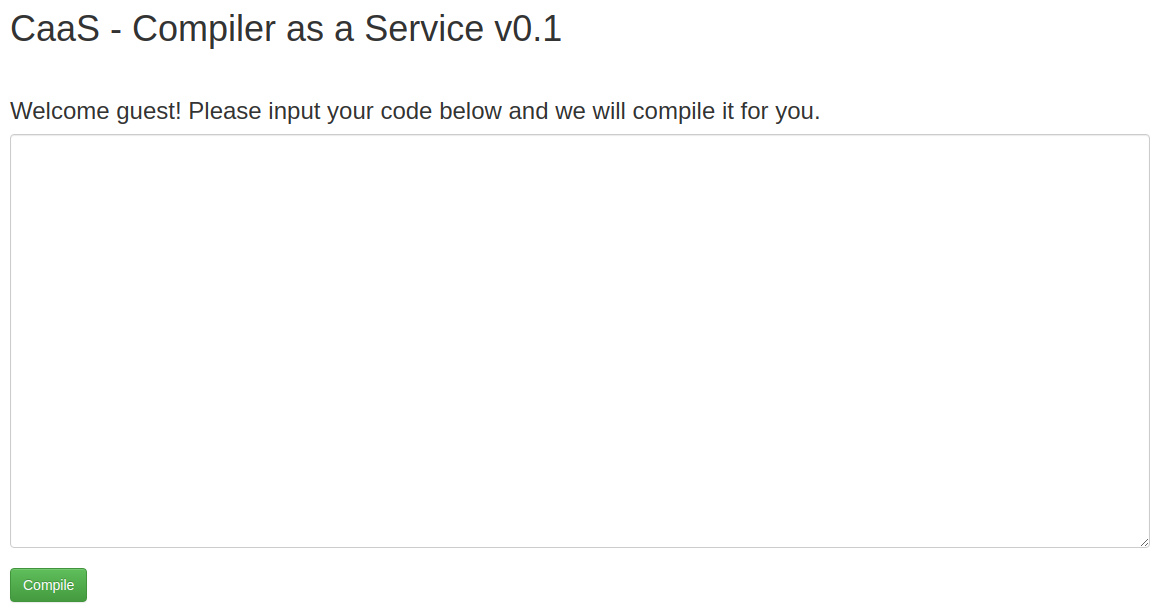 CaaS - Compiler as a Service v0.1
Welcome guest! Please input your code below and we will compile it for you.
Compile